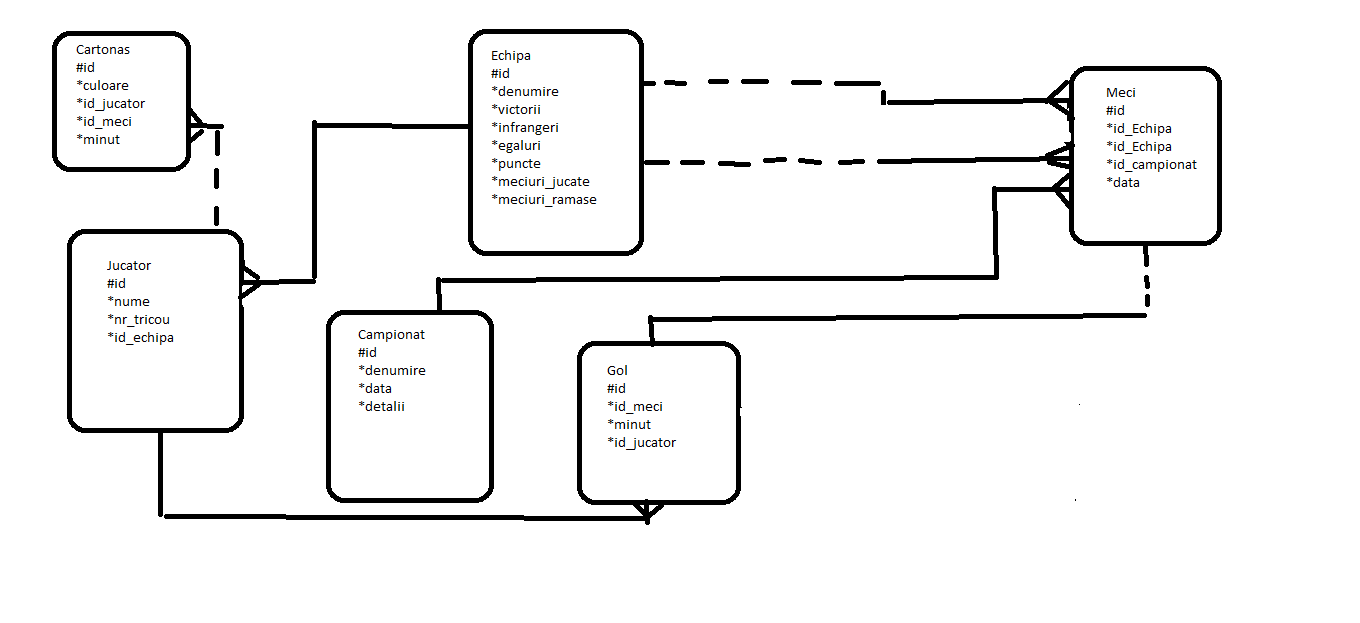 Cartonas
#id
*culoare
*id_jucator
*id_meci
*minut
Echipa
#id
*denumire
*victorii
*infrangeri
*egaluri
*puncte
*meciuri_jucate
*meciuri_ramase
Meci
#id
*id_Echipa
*id_Echipa
*id_campionat
*data
Jucator
#id
*nume
*nr_tricou
*id_echipa
Campionat
#id
*denumire
*data
*detalii
Gol
#id
*id_meci
*minut
*id_jucator